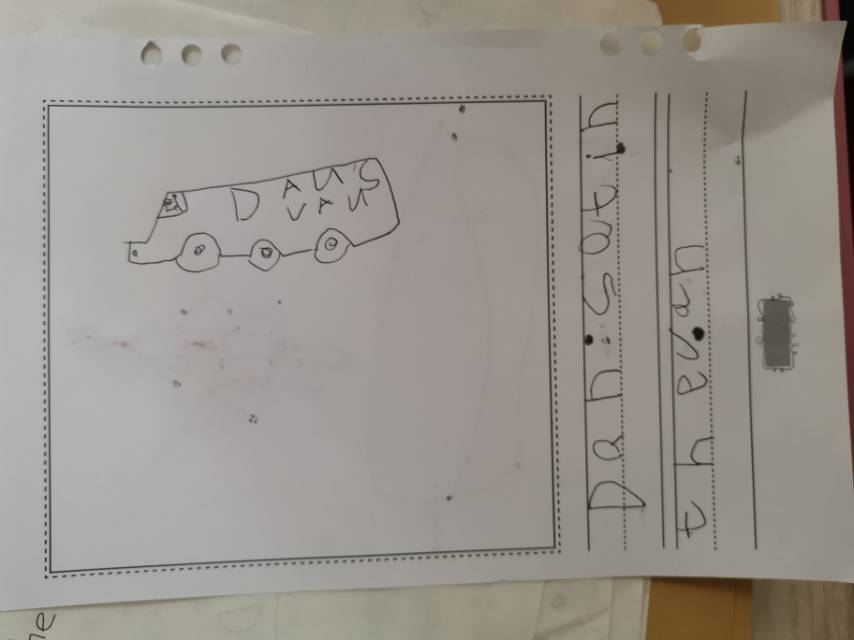 DAN'S
VAN
Dan sat in
the van